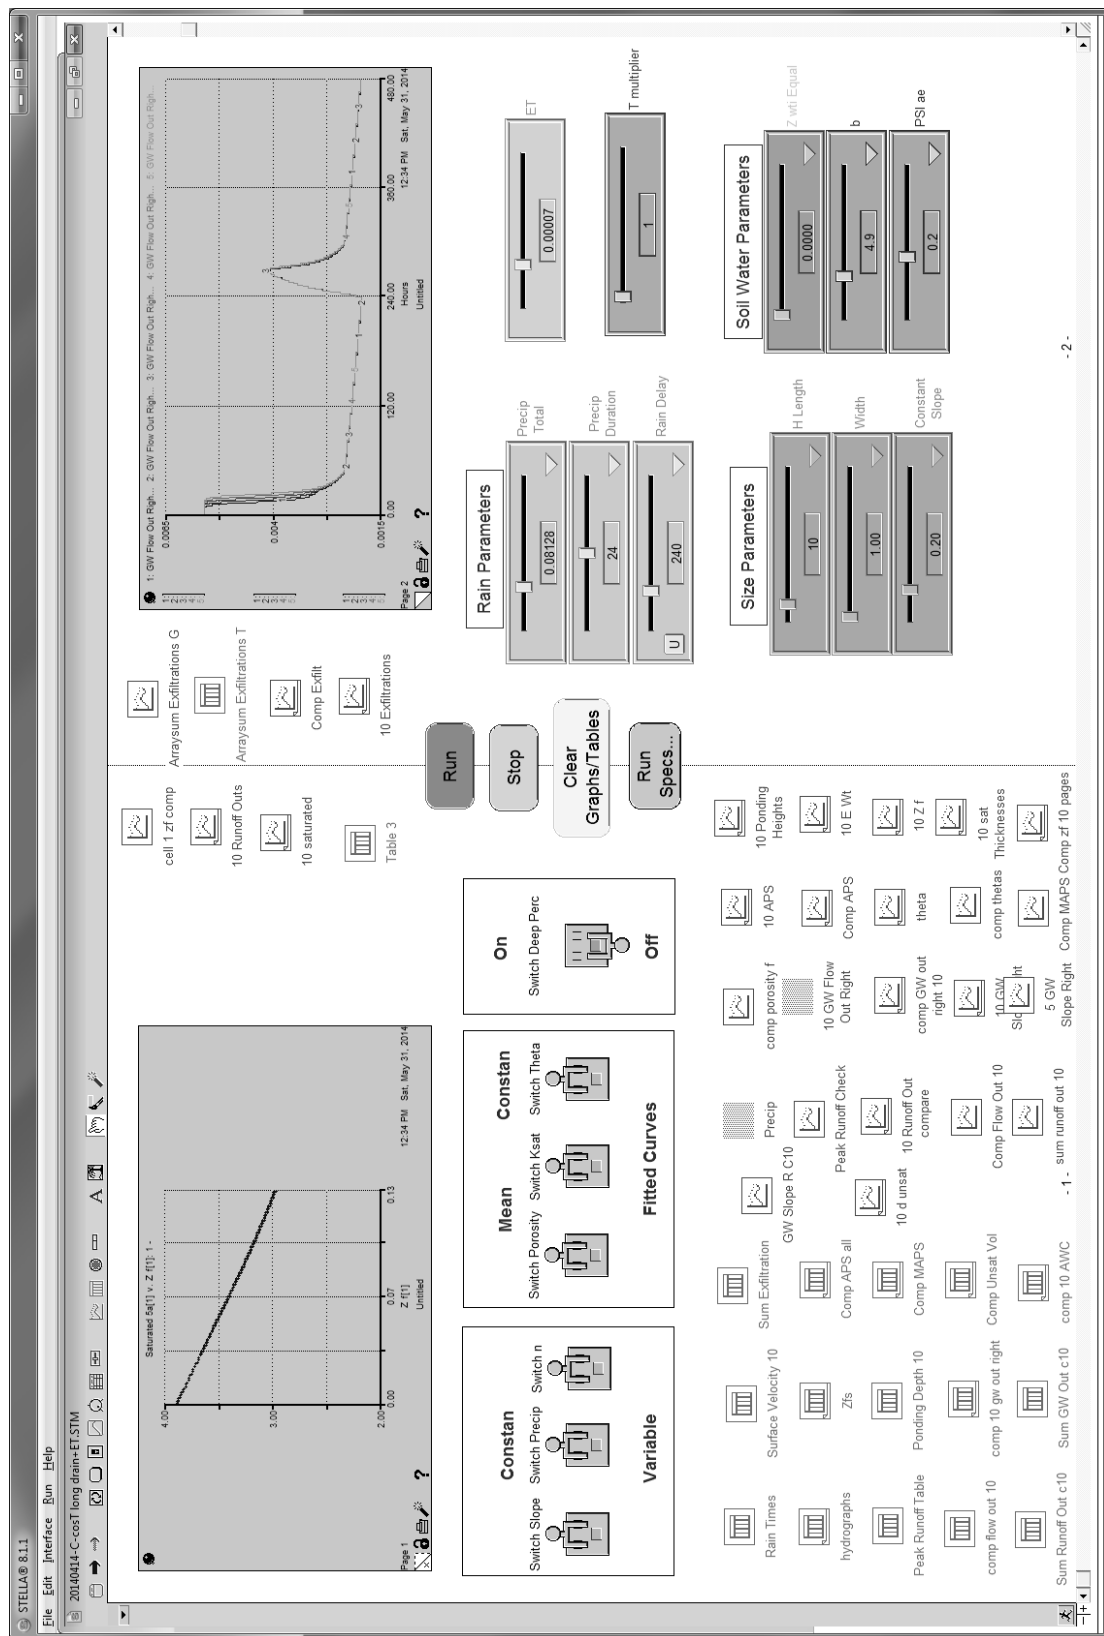 STELLA® 8.1.1
File Edit Interface Run Help
20140414-C-cosT long drain+ET.STM
A
Saturated 5a[1] v. Z f[1]: 1 -
4.00
3.00
2.00
0.00
0.07
0.13
Z f[1]
Untitled
Page 1
12:34 PM Sat, May 31, 2014
?
cell 1 zf comp
10 Runoff Outs
10 saturated
Table 3
Arraysum Exfiltrations G
Arraysum Exfiltrations T
Comp Exfilt
10 Exfiltrations
1: GW Flow Out Righ... 2: GW Flow Out Righ... 3: GW Flow Out Righ... 4: GW Flow Out Righ... 5: GW Flow Out Righ...
0.0065
0.004
0.0015
0.00
120.00
240.00
360.00
480.00
Hours
Untitled
Page 2
12:34 PM Sat, May 31, 2014
?
Constan
Switch Slope
Switch Precip
Switch n
Variable
Mean
Constan
Switch Porosity
Switch Ksat
Switch Theta
Fitted Curves
On
Switch Deep Perc
Off
Run
Stop
Clear
Graphs/Tables
Run
Specs...
Rain Parameters
Precip
Total
0.08128
Precip
Duration
24
Rain Delay
240
U
ET
0.00007
T multiplier
1
Size Parameters
H Length
10
Width
1.00
Constant
Slope
0.20
Soil Water Parameters
Z wti Equal
0.0000
b
4.9
PSI ae
0.2
Rain Times
hydrographs
Peak Runoff Table
comp flow out 10
Sum Runoff Out c10
Surface Velocity 10
Zfs
Ponding Depth 10
comp 10 gw out right
Sum GW Out c10
Sum Exfiltration
Comp APS all
Comp MAPS
Comp Unsat Vol
comp 10 AWC
GW Slope R C10
10 d unsat
- 1 -
Precip
Peak Runoff Check
10 Runoff Out
compare
Comp Flow Out 10
sum runoff out 10
comp porosity f
10 GW Flow
Out Right
comp GW out
right 10
10 GW
5 GW
Slope Right
10 APS
Comp APS
theta
comp thetas
Comp MAPS
10 Ponding
Heights
10 E Wt
10 Z f
10 sat
Thicknesses
Comp zf 10 pages
- 2 -